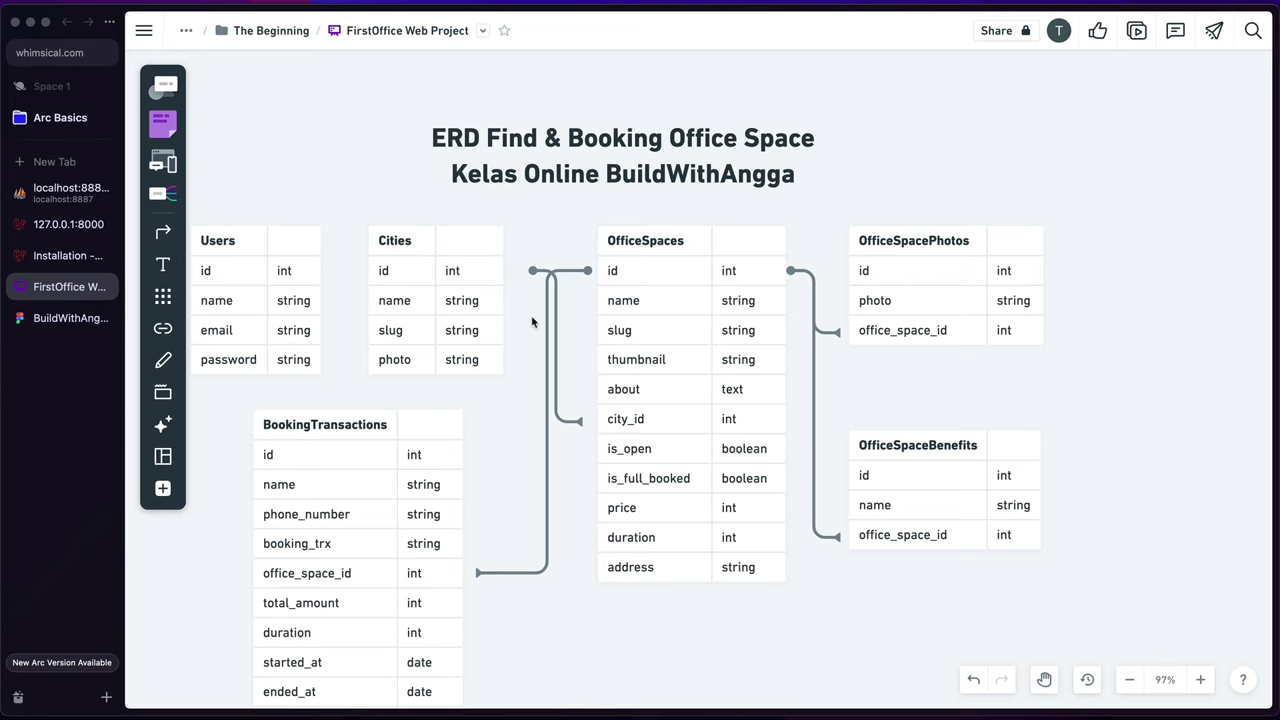 whimsical.com
Space 1
Arc Basics
New Tab
localhost:888...
localhost:8887
127.0.0.1:8000
Installation -...
FirstOffice W...
BuildWithAng...
New Arc Version Available
... / The Beginning / FirstOffice Web Project
Share
T
ERD Find & Booking Office Space
Kelas Online BuildWithAngga
Users
id int
name string
email string
password string
Cities
id int
name string
slug string
photo string
BookingTransactions
id int
name string
phone_number string
booking_trx string
office_space_id int
total_amount int
duration int
started_at date
ended_at date
OfficeSpaces
id int
name string
slug string
thumbnail string
about text
city_id int
is_open boolean
is_full_booked boolean
price int
duration int
address string
OfficeSpacePhotos
id int
photo string
office_space_id int
OfficeSpaceBenefits
id int
name string
office_space_id int
97%
?